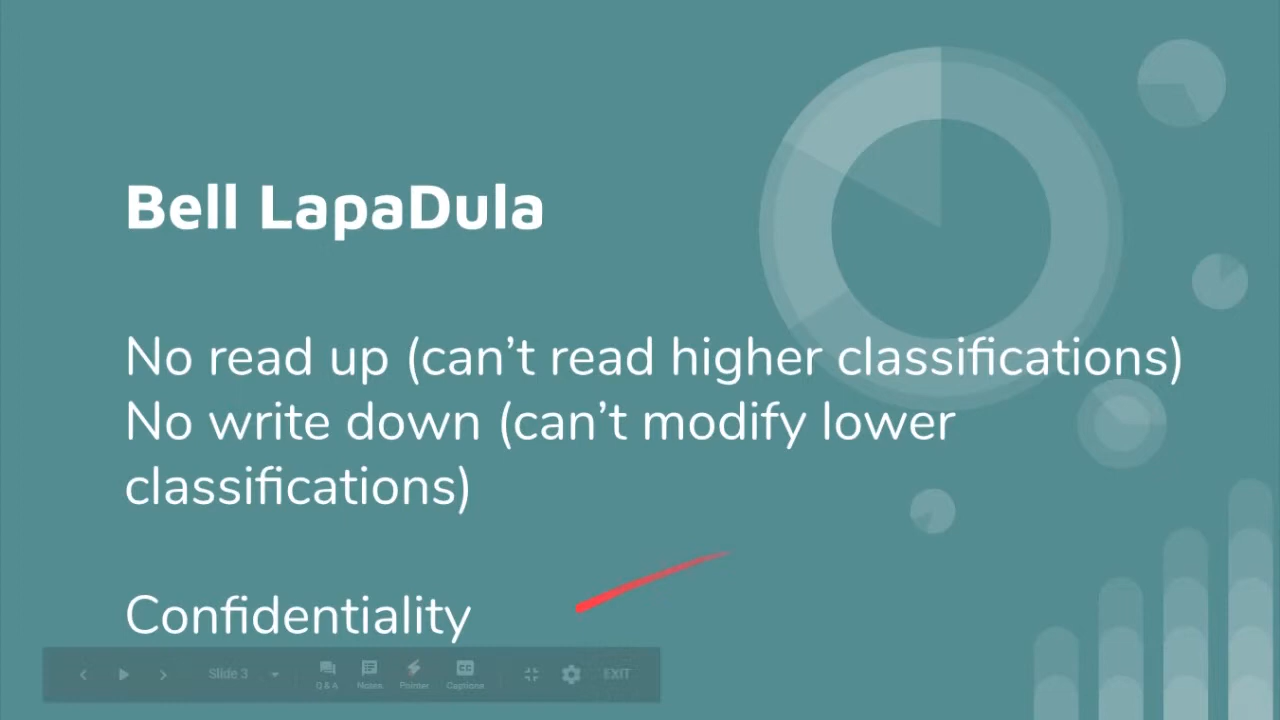 Bell LapaDula
No read up (can't read higher classifications)
No write down (can't modify lower
classifications)
Confidentiality
Slide 3
Q & A
Notes
Pointer
Captions
EXIT